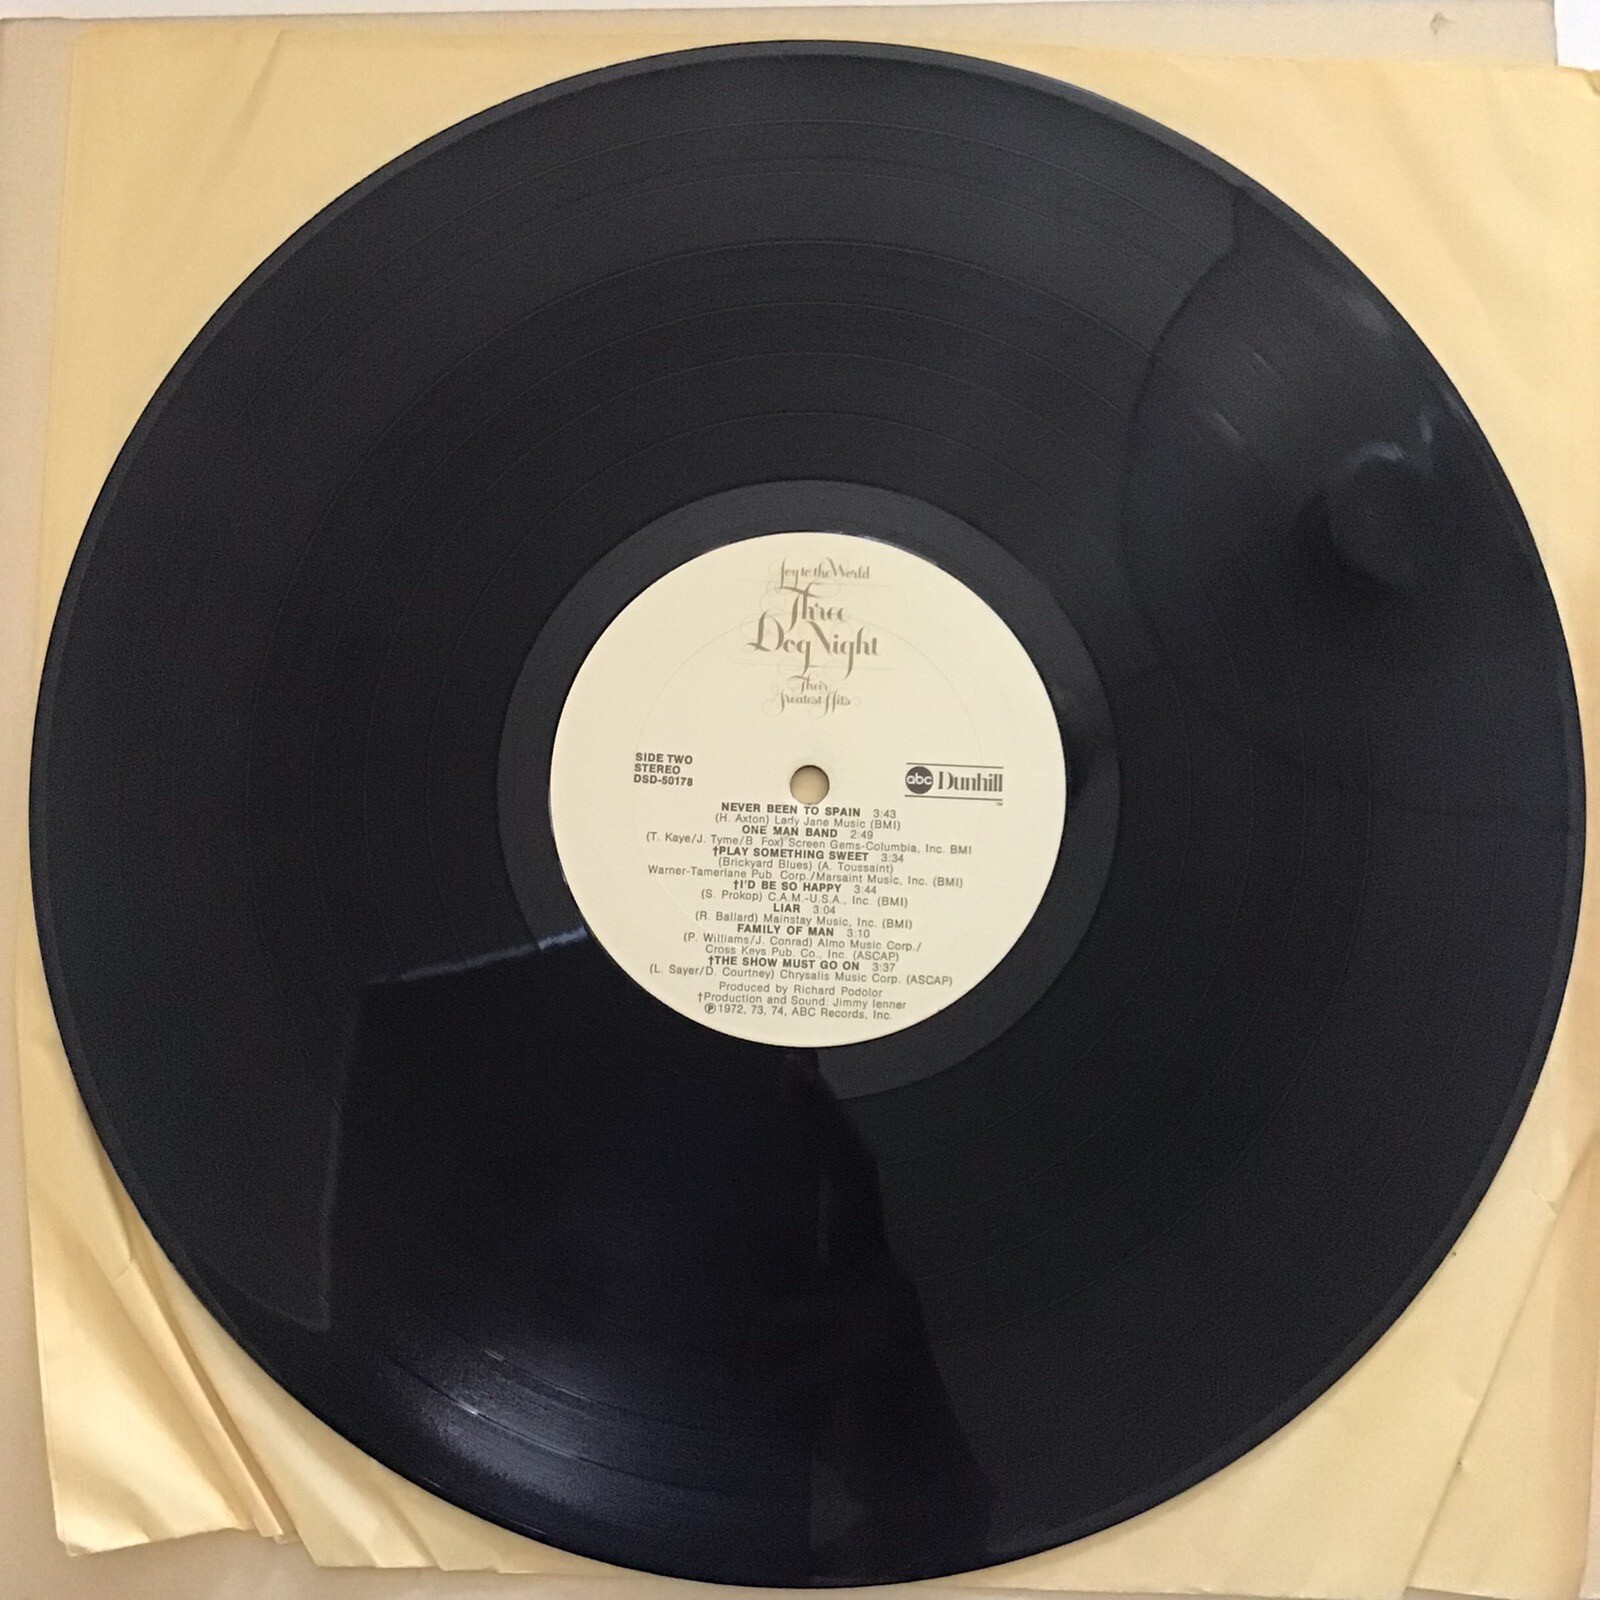 Joy to the World
Three
Dog Night
Their
Greatest Hits
SIDE TWO
STEREO
DSD-50178
abc Dunhill
TM
NEVER BEEN TO SPAIN 3:43
(H. Axton) Lady Jane Music (BMI)
ONE MAN BAND 2:49
(T. Kaye/J. Tyme/B. Fox) Screen Gems-Columbia, Inc. BMI
†PLAY SOMETHING SWEET 3:34
(Brickyard Blues) (A. Toussaint)
Warner-Tamerlane Pub. Corp./Marsaint Music, Inc. (BMI)
†I'D BE SO HAPPY 3:44
(S. Prokop) C.A.M.-U.S.A., Inc. (BMI)
LIAR 3:04
(R. Ballard) Mainstay Music, Inc. (BMI)
FAMILY OF MAN 3:10
(P. Williams/J. Conrad) Almo Music Corp./
Cross Keys Pub. Co., Inc. (ASCAP)
†THE SHOW MUST GO ON 3:37
(L. Sayer/D. Courtney) Chrysalis Music Corp. (ASCAP)
Produced by Richard Podolor
†Production and Sound: Jimmy Ienner
℗1972, 73, 74, ABC Records, Inc.